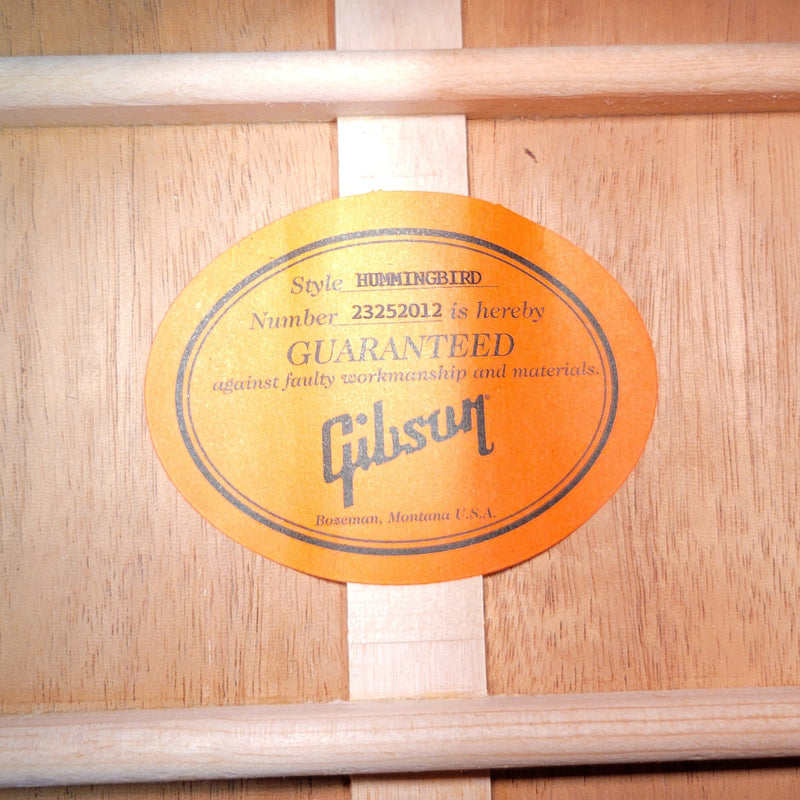 Style HUMMINGBIRD
Number 23252012 is hereby
GUARANTEED
against faulty workmanship and materials.
Gibson®
Bozeman, Montana U.S.A.